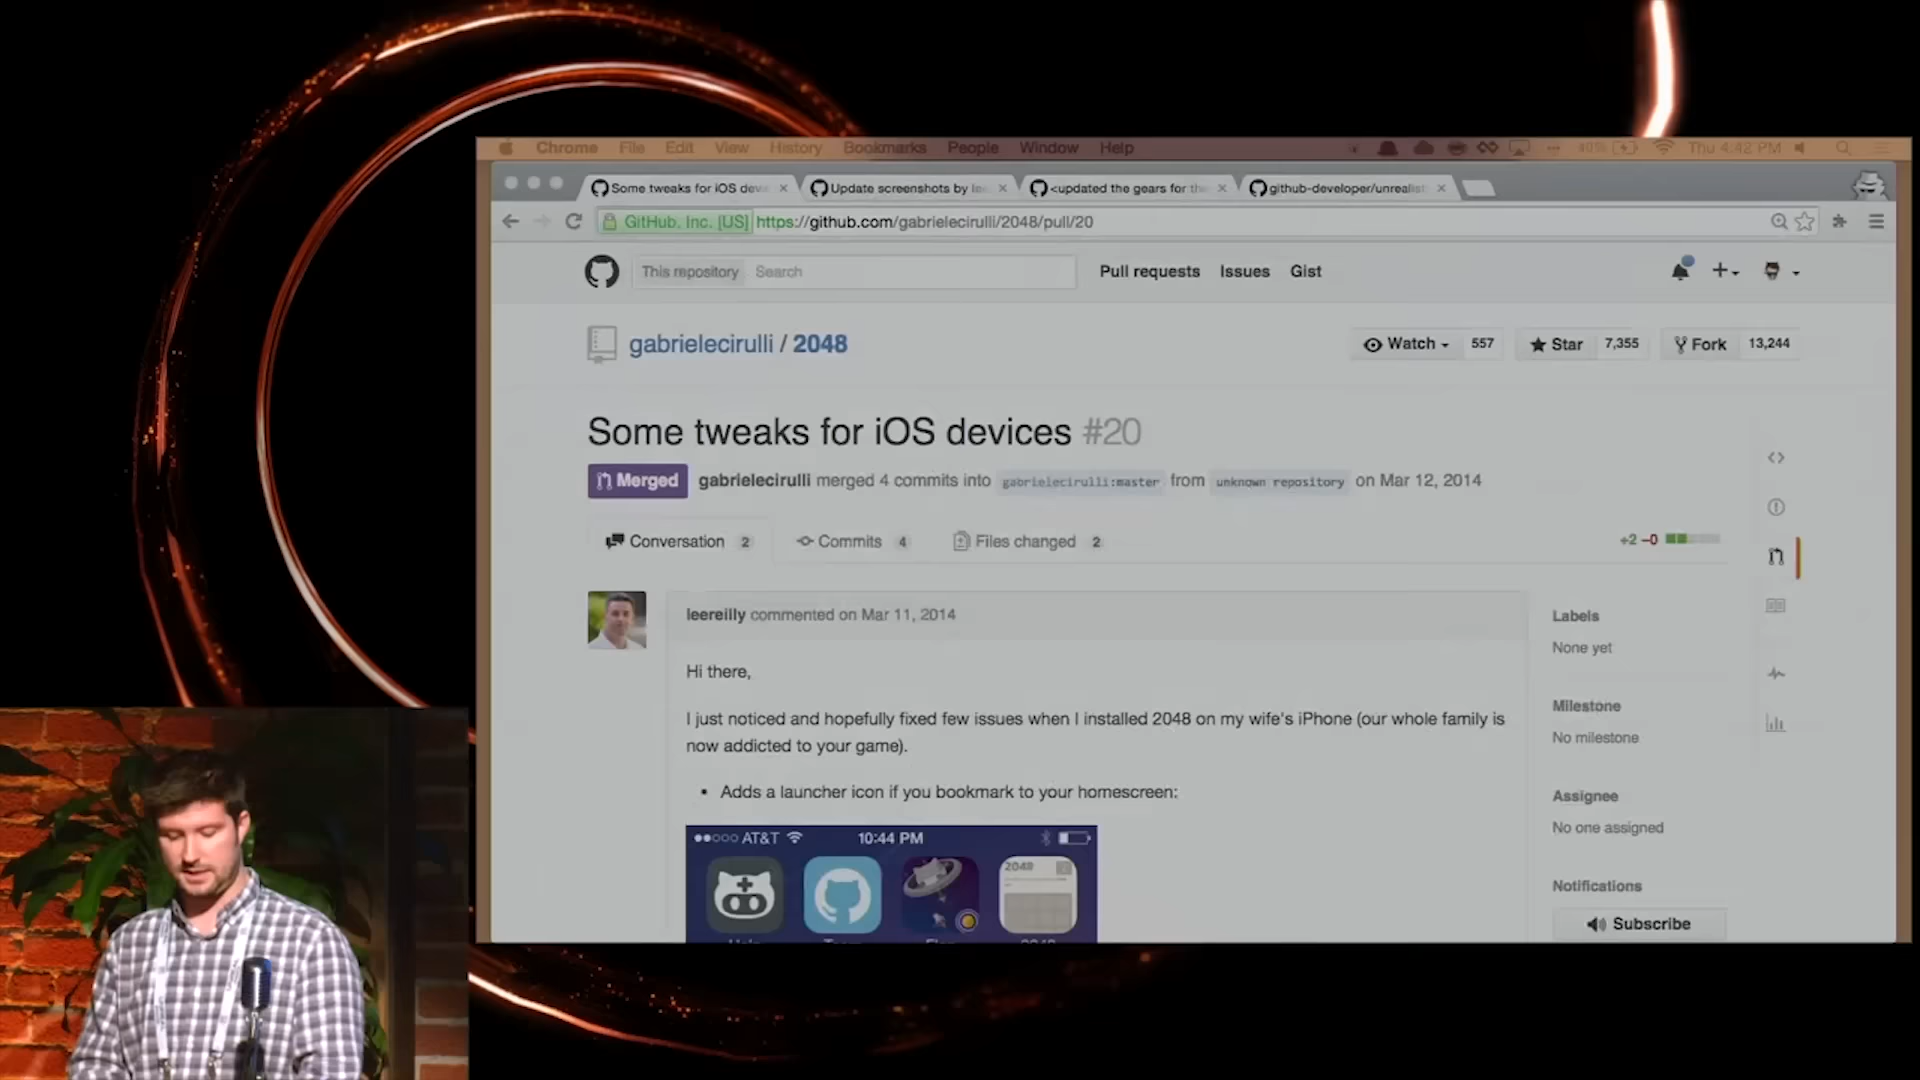 Chrome File Edit View History Bookmarks People Window Help 40% Thu 4:42 PM
Some tweaks for iOS devi Update screenshots by le <updated the gears for th github-developer/unrealis
GitHub, Inc. [US] https://github.com/gabrielecirulli/2048/pull/20
This repository Search Pull requests Issues Gist
gabrielecirulli / 2048 Watch 557 Star 7,355 Fork 13,244
Some tweaks for iOS devices #20
Merged gabrielecirulli merged 4 commits into gabrielecirulli:master from unknown repository on Mar 12, 2014
Conversation 2 Commits 4 Files changed 2 +2 −0
leereilly commented on Mar 11, 2014
Hi there,
I just noticed and hopefully fixed few issues when I installed 2048 on my wife's iPhone (our whole family is
now addicted to your game).
• Adds a launcher icon if you bookmark to your homescreen:
AT&T 10:44 PM
2048
Labels
None yet
Milestone
No milestone
Assignee
No one assigned
Notifications
Subscribe